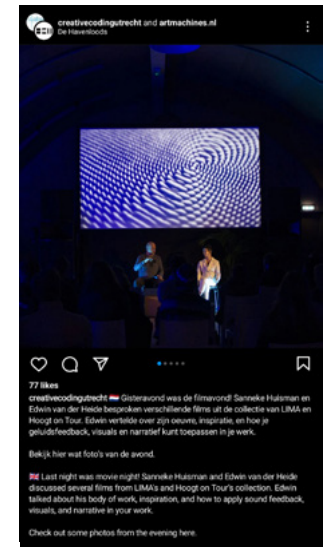 creativecodingutrecht and artmachines.nl
De Havenloods
77 likes
creativecodingutrecht 🇳🇱 Gisteravond was de filmavond! Sanneke Huisman en
Edwin van der Heide besproken verschillende films uit de collectie van LIMA en
Hoogt on Tour. Edwin vertelde over zijn oeuvre, inspiratie, en hoe je
geluidsfeedback, visuals en narratief kunt toepassen in je werk.
Bekijk hier wat foto's van de avond.
🇬🇧 Last night was movie night! Sanneke Huisman and Edwin van der Heide
discussed several films from LIMA's and Hoogt on Tour's collection. Edwin
talked about his body of work, inspiration, and how to apply sound feedback,
visuals, and narrative in your work.
Check out some photos from the evening here.